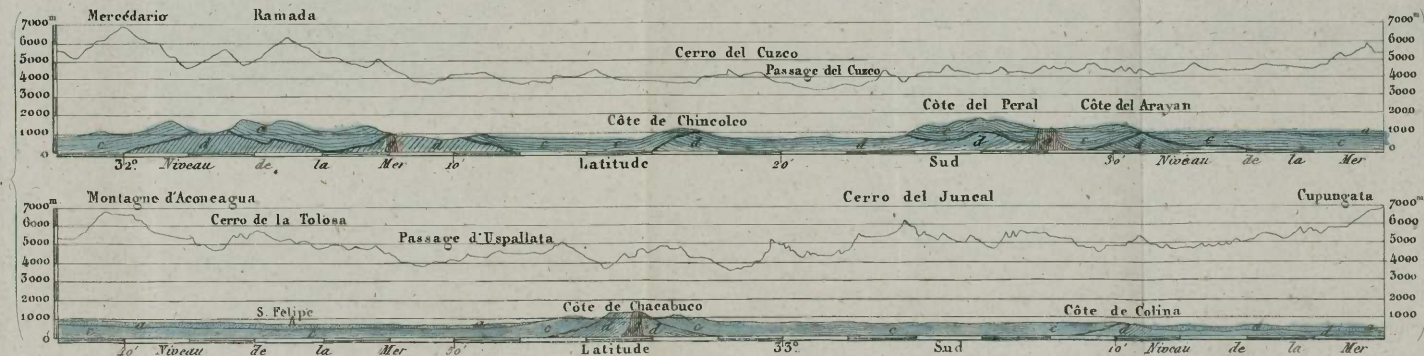 Mercédario Ramada
7000m 7000m
6000 6000
5000 Cerro del Cuzco 5000
4000 Passage del Cuzco 4000
3000 3000
2000 Côte del Peral Côte del Arayan 2000
1000 Côte de Chincolco 1000
0 c d e d c c d d c d c d c a c 0
32º Niveau de la Mer 10' Latitude 20' Sud 30' Niveau de la Mer
Montagne d'Aconeagua Cerro del Juncal Cupungata
7000m 7000m
6000 Cerro de la Tolosa 6000
5000 Passage d'Uspallata 5000
4000 4000
3000 3000
2000 2000
1000 S. Felipe Côte de Chacabuco Côte de Colina 1000
0 c a c a c d d c c c d c d d a 0
40' Niveau de la Mer 50' Latitude 33º Sud 10' Niveau de la Mer